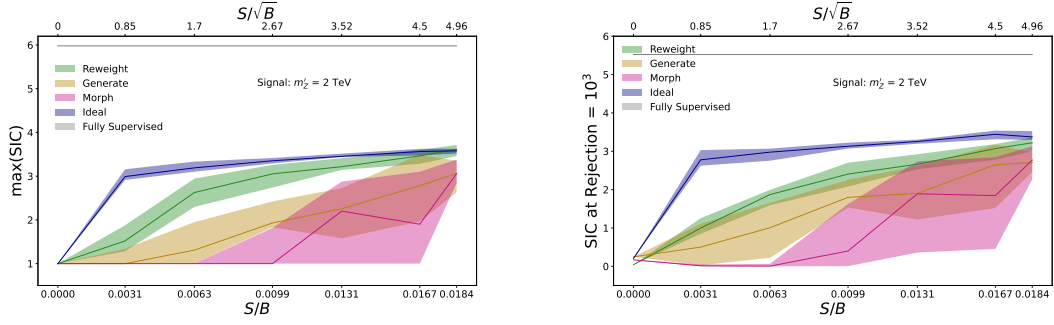 S/√B
0 0.85 1.7 2.67 3.52 4.5 4.96
6
5
4
3
2
1
max(SIC)
Reweight
Generate
Morph
Ideal
Fully Supervised
Signal: m′_Z = 2 TeV
0.0000 0.0031 0.0063 0.0099 0.0131 0.0167 0.0184
S/B
S/√B
0 0.85 1.7 2.67 3.52 4.5 4.96
6
5
4
3
2
1
0
SIC at Rejection = 10³
Reweight
Generate
Morph
Ideal
Fully Supervised
Signal: m′_Z = 2 TeV
0.0000 0.0031 0.0063 0.0099 0.0131 0.0167 0.0184
S/B